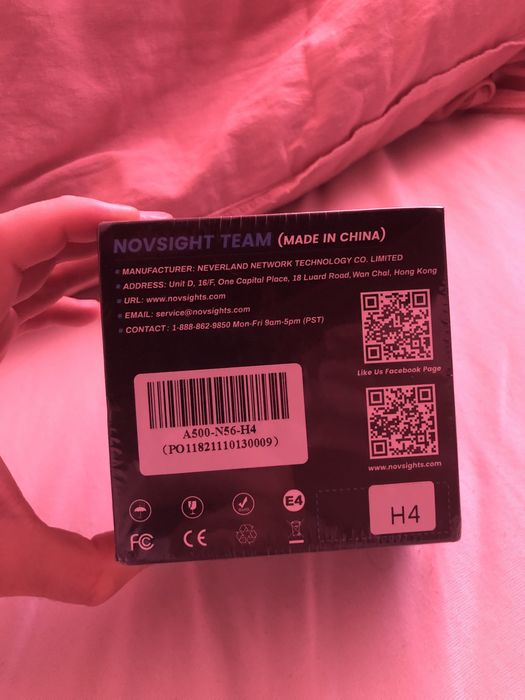 NOVSIGHT TEAM (MADE IN CHINA)
MANUFACTURER: NEVERLAND NETWORK TECHNOLOGY CO. LIMITED
ADDRESS: Unit D, 16/F, One Capital Place, 18 Luard Road, Wan Chai, Hong Kong
URL: www.novsights.com
EMAIL: service@novsights.com
CONTACT : 1-888-862-9850 Mon-Fri 9am-5pm (PST)
Like Us Facebook Page
A500-N56-H4
(PO11821110130009)
www.novsights.com
E4
H4
FC CE